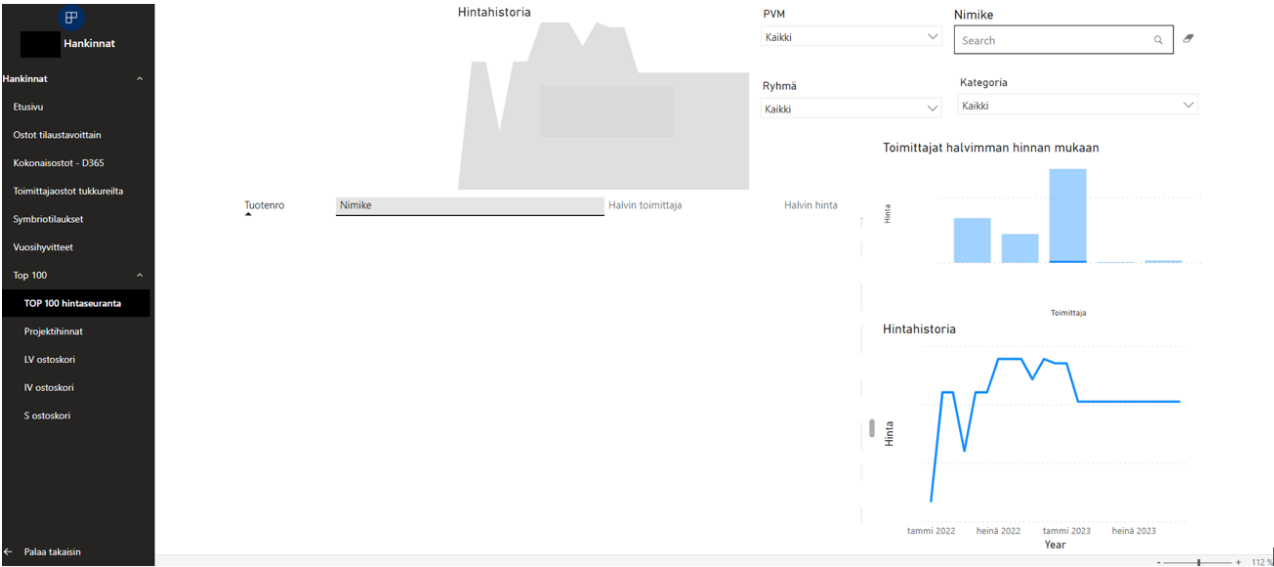 Hankinnat
Hankinnat
Etusivu
Ostot tilaustavoittain
Kokonaisostot - D365
Toimittajaostot tukkureilta
Symbriotilaukset
Vuosihyvitteet
Top 100
TOP 100 hintaseuranta
Projektihinnat
LV ostoskori
IV ostoskori
S ostoskori
Palaa takaisin
Hintahistoria
PVM
Kaikki
Nimike
Search
Ryhmä
Kaikki
Kategoria
Kaikki
Tuotenro
Nimike
Halvin toimittaja
Halvin hinta
Toimittajat halvimman hinnan mukaan
Hinta
Toimittaja
Hintahistoria
Hinta
tammi 2022
heinä 2022
tammi 2023
heinä 2023
Year
- + 112 %